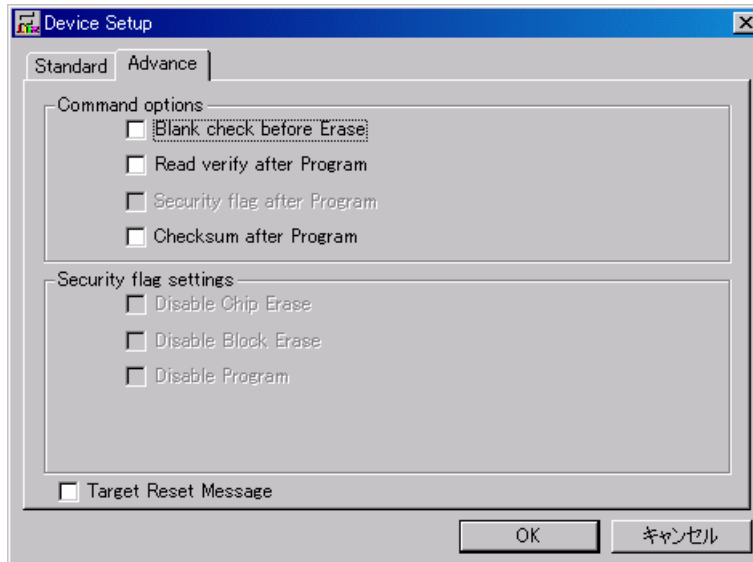 Device Setup
Standard Advance
Command options
Blank check before Erase
Read verify after Program
Security flag after Program
Checksum after Program
Security flag settings
Disable Chip Erase
Disable Block Erase
Disable Program
Target Reset Message
OK キャンセル